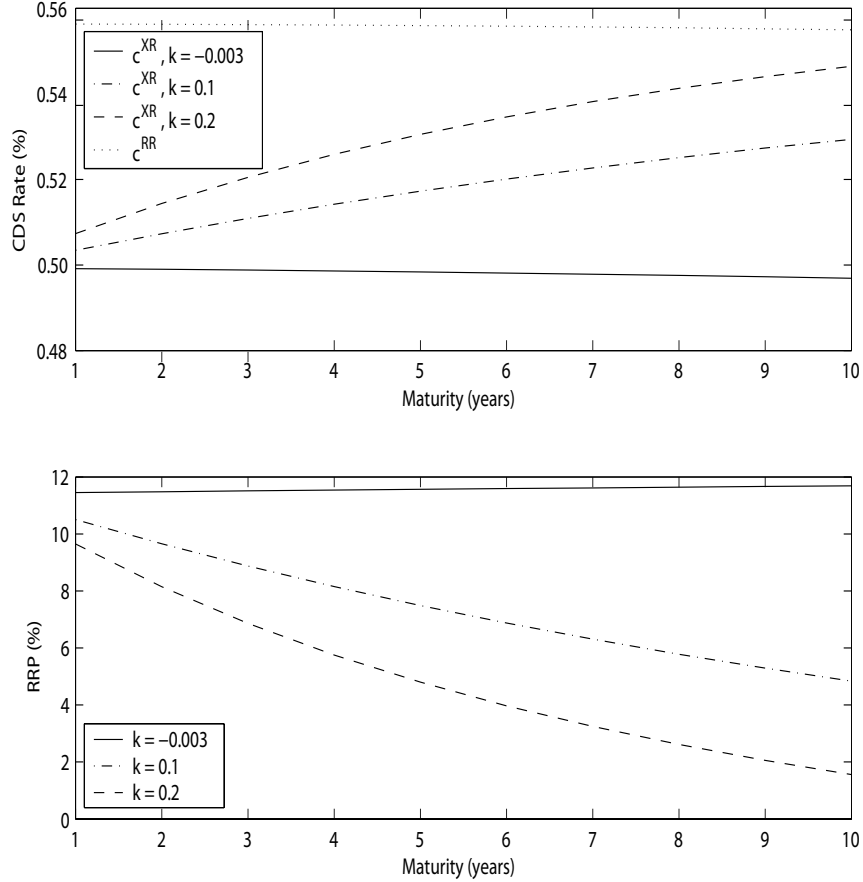 0.56
0.54
0.52
0.50
0.48
CDS Rate (%)
c^XR, k = −0.003
c^XR, k = 0.1
c^XR, k = 0.2
c^RR
1 2 3 4 5 6 7 8 9 10
Maturity (years)
12
10
8
6
4
2
0
RRP (%)
k = −0.003
k = 0.1
k = 0.2
1 2 3 4 5 6 7 8 9 10
Maturity (years)